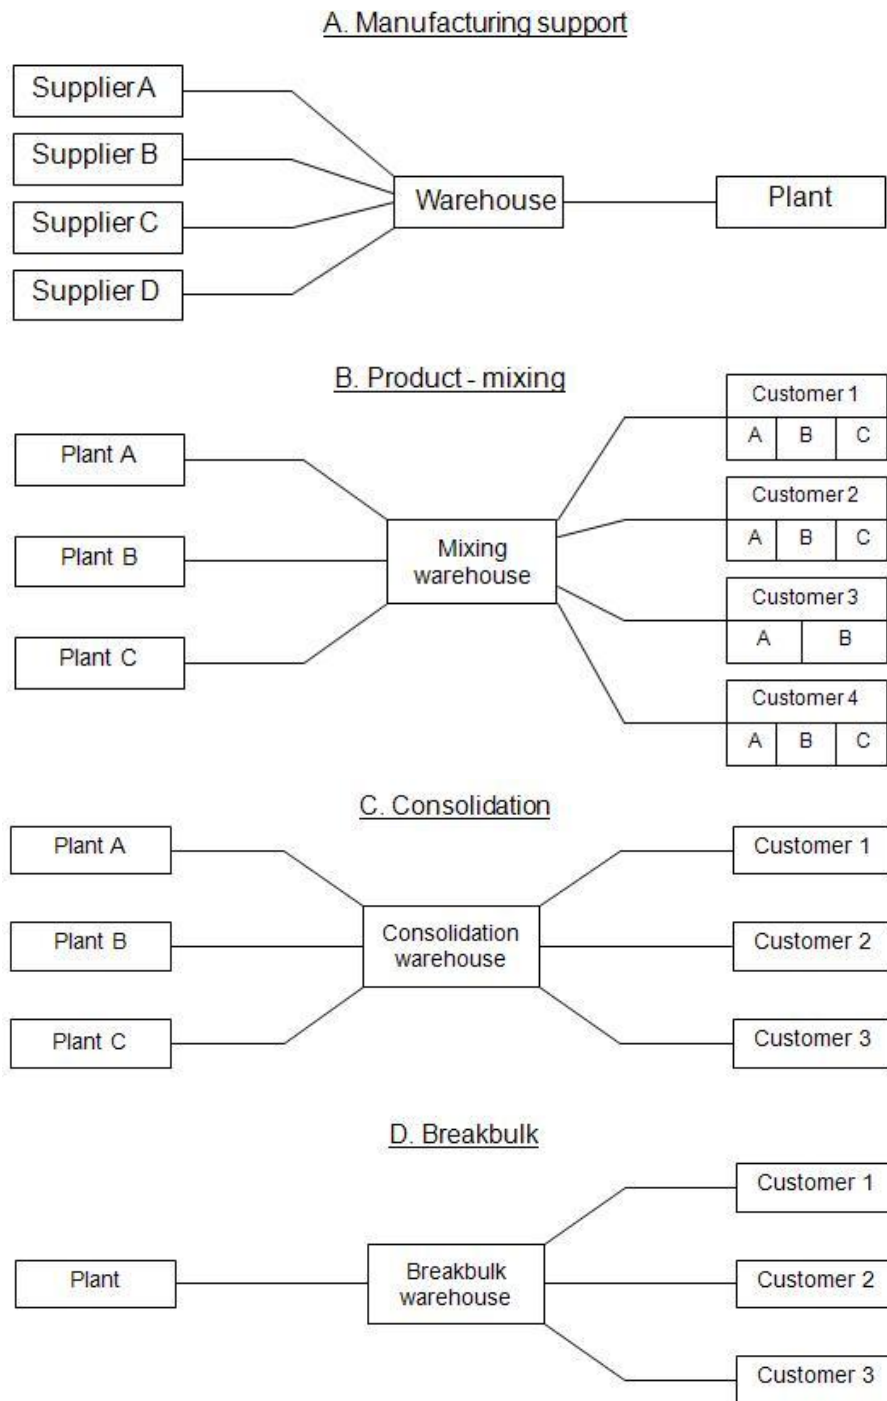 A. Manufacturing support
Supplier A
Supplier B
Supplier C
Supplier D
Warehouse
Plant
B. Product - mixing
Plant A
Plant B
Plant C
Mixing
warehouse
Customer 1
A B C
Customer 2
A B C
Customer 3
A B
Customer 4
A B C
C. Consolidation
Plant A
Plant B
Plant C
Consolidation
warehouse
Customer 1
Customer 2
Customer 3
D. Breakbulk
Plant
Breakbulk
warehouse
Customer 1
Customer 2
Customer 3